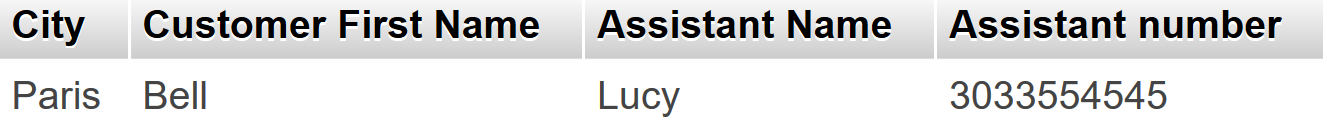 City Customer First Name Assistant Name Assistant number
Paris Bell Lucy 3033554545